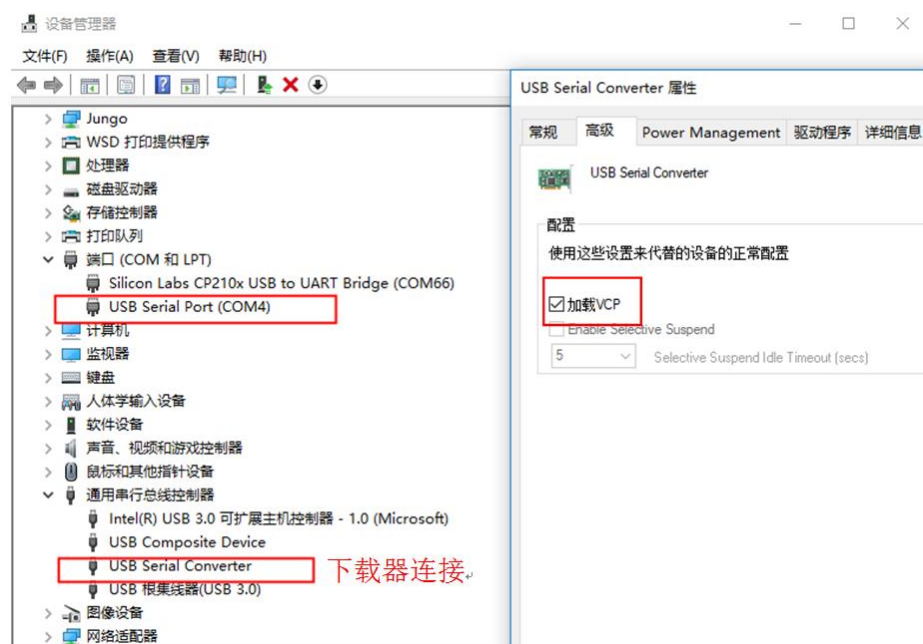 设备管理器
文件(F) 操作(A) 查看(V) 帮助(H)
Jungo
WSD 打印提供程序
处理器
磁盘驱动器
存储控制器
打印队列
端口 (COM 和 LPT)
Silicon Labs CP210x USB to UART Bridge (COM66)
USB Serial Port (COM4)
计算机
监视器
键盘
人体学输入设备
软件设备
声音、视频和游戏控制器
鼠标和其他指针设备
通用串行总线控制器
Intel(R) USB 3.0 可扩展主机控制器 - 1.0 (Microsoft)
USB Composite Device
USB Serial Converter
下载器连接
USB 根集线器(USB 3.0)
图像设备
网络适配器
USB Serial Converter 属性
常规 高级 Power Management 驱动程序 详细信息
USB Serial Converter
配置
使用这些设置来代替的设备的正常配置
加载VCP
Enable Selective Suspend
5 Selective Suspend Idle Timeout (secs)